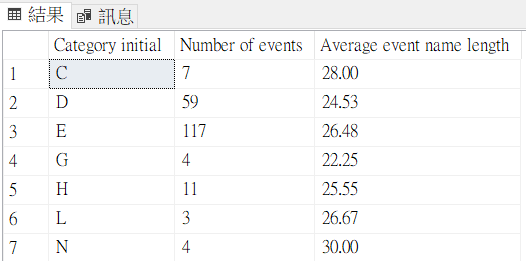 結果 訊息
Category initial Number of events Average event name length
1 C 7 28.00
2 D 59 24.53
3 E 117 26.48
4 G 4 22.25
5 H 11 25.55
6 L 3 26.67
7 N 4 30.00